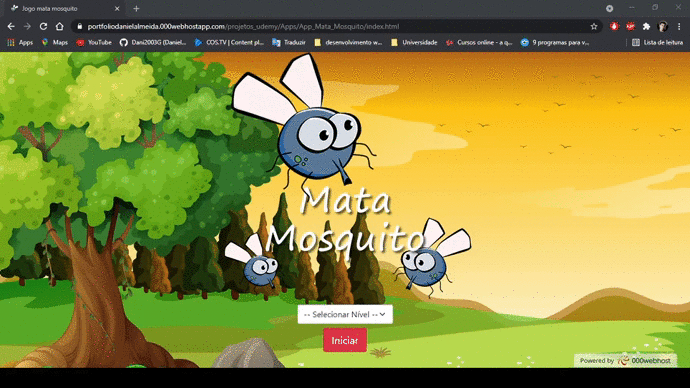 Jogo mata mosquito
portfoliodanielalmeida.000webhostapp.com/projetos_udemy/Apps/App_Mata_Mosquito/index.html
Apps Maps YouTube Dani2003G (Daniel... COS.TV | Content pl... Traduzir desenvolvimento w... Universidade Cursos online - a q... 9 programas para v... Lista de leitura
Mata
Mosquito
-- Selecionar Nível --
Iniciar
Powered by 000webhost